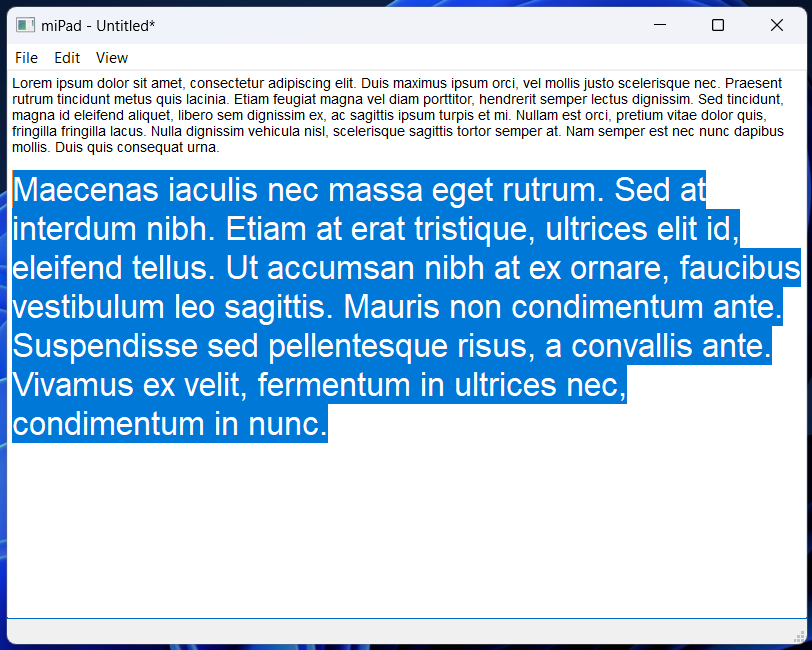 miPad - Untitled*
File Edit View
Lorem ipsum dolor sit amet, consectetur adipiscing elit. Duis maximus ipsum orci, vel mollis justo scelerisque nec. Praesent
rutrum tincidunt metus quis lacinia. Etiam feugiat magna vel diam porttitor, hendrerit semper lectus dignissim. Sed tincidunt,
magna id eleifend aliquet, libero sem dignissim ex, ac sagittis ipsum turpis et mi. Nullam est orci, pretium vitae dolor quis,
fringilla fringilla lacus. Nulla dignissim vehicula nisl, scelerisque sagittis tortor semper at. Nam semper est nec nunc dapibus
mollis. Duis quis consequat urna.
Maecenas iaculis nec massa eget rutrum. Sed at
interdum nibh. Etiam at erat tristique, ultrices elit id,
eleifend tellus. Ut accumsan nibh at ex ornare, faucibus
vestibulum leo sagittis. Mauris non condimentum ante.
Suspendisse sed pellentesque risus, a convallis ante.
Vivamus ex velit, fermentum in ultrices nec,
condimentum in nunc.